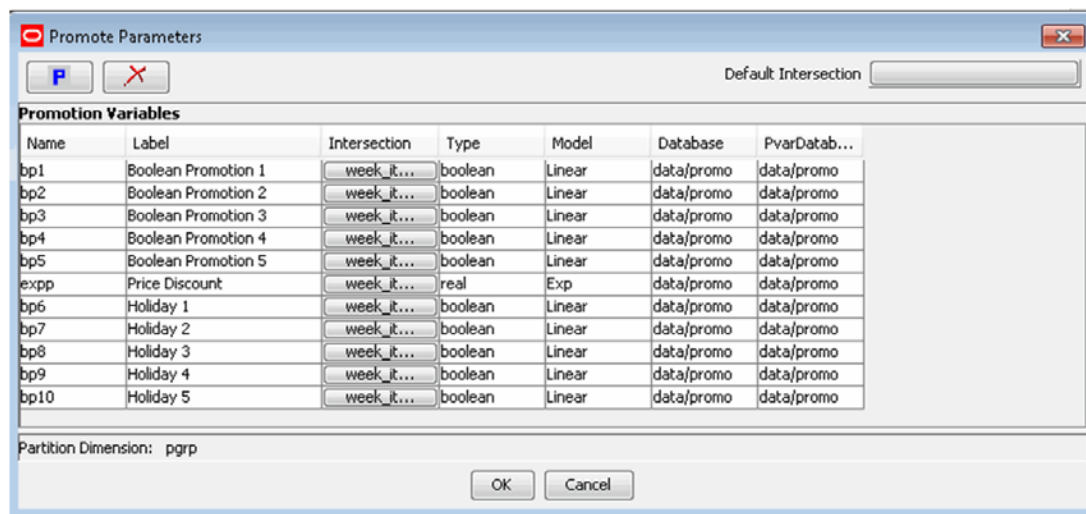 Promote Parameters
P Default Intersection
Promotion Variables
Name Label Intersection Type Model Database PvarDatab...
bp1 Boolean Promotion 1 week_it... boolean Linear data/promo data/promo
bp2 Boolean Promotion 2 week_it... boolean Linear data/promo data/promo
bp3 Boolean Promotion 3 week_it... boolean Linear data/promo data/promo
bp4 Boolean Promotion 4 week_it... boolean Linear data/promo data/promo
bp5 Boolean Promotion 5 week_it... boolean Linear data/promo data/promo
expp Price Discount week_it... real Exp data/promo data/promo
bp6 Holiday 1 week_it... boolean Linear data/promo data/promo
bp7 Holiday 2 week_it... boolean Linear data/promo data/promo
bp8 Holiday 3 week_it... boolean Linear data/promo data/promo
bp9 Holiday 4 week_it... boolean Linear data/promo data/promo
bp10 Holiday 5 week_it... boolean Linear data/promo data/promo
Partition Dimension: pgrp
OK Cancel